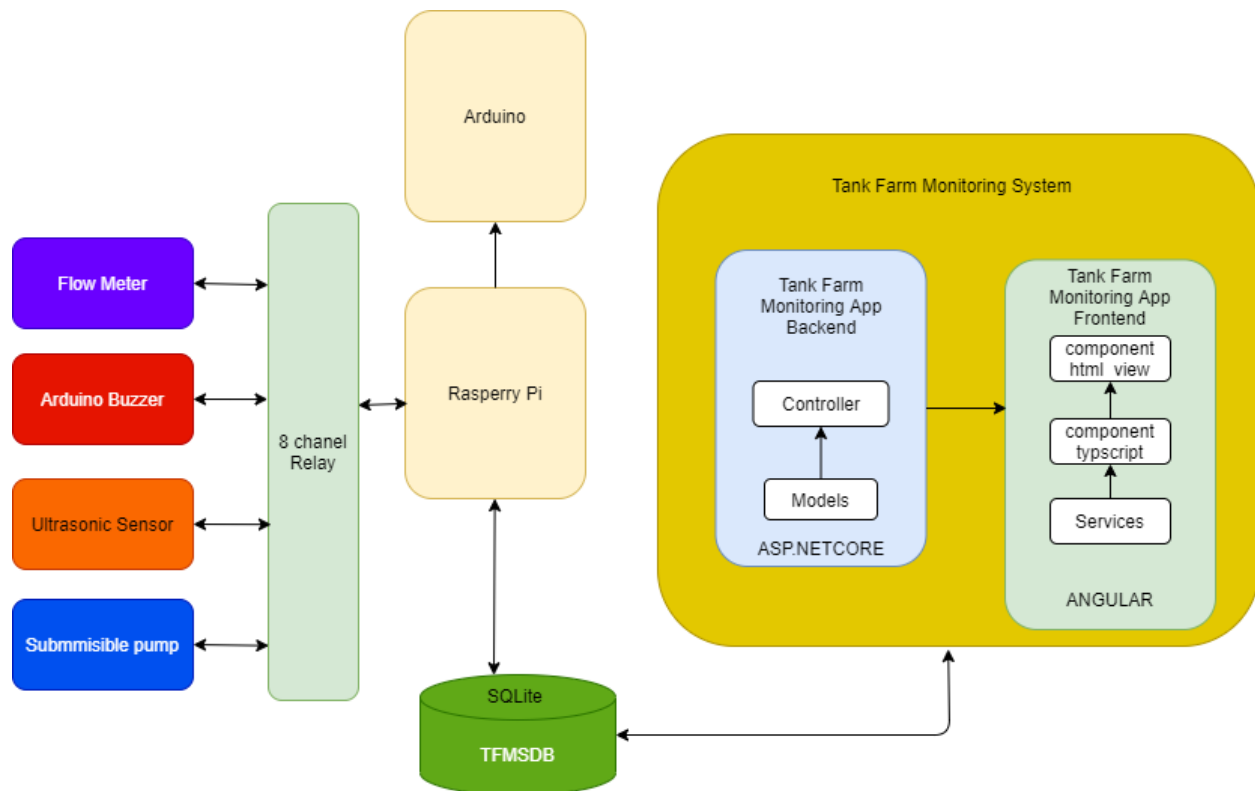 Arduino
Tank Farm Monitoring System
Flow Meter
Tank Farm
Monitoring App
Backend
Tank Farm
Monitoring App
Frontend
component
html_view
Arduino Buzzer
Rasperry Pi
Controller
8 chanel
Relay
component
typscript
Ultrasonic Sensor
Models
Services
ASP.NETCORE
ANGULAR
Submmisible pump
SQLite
TFMSDB